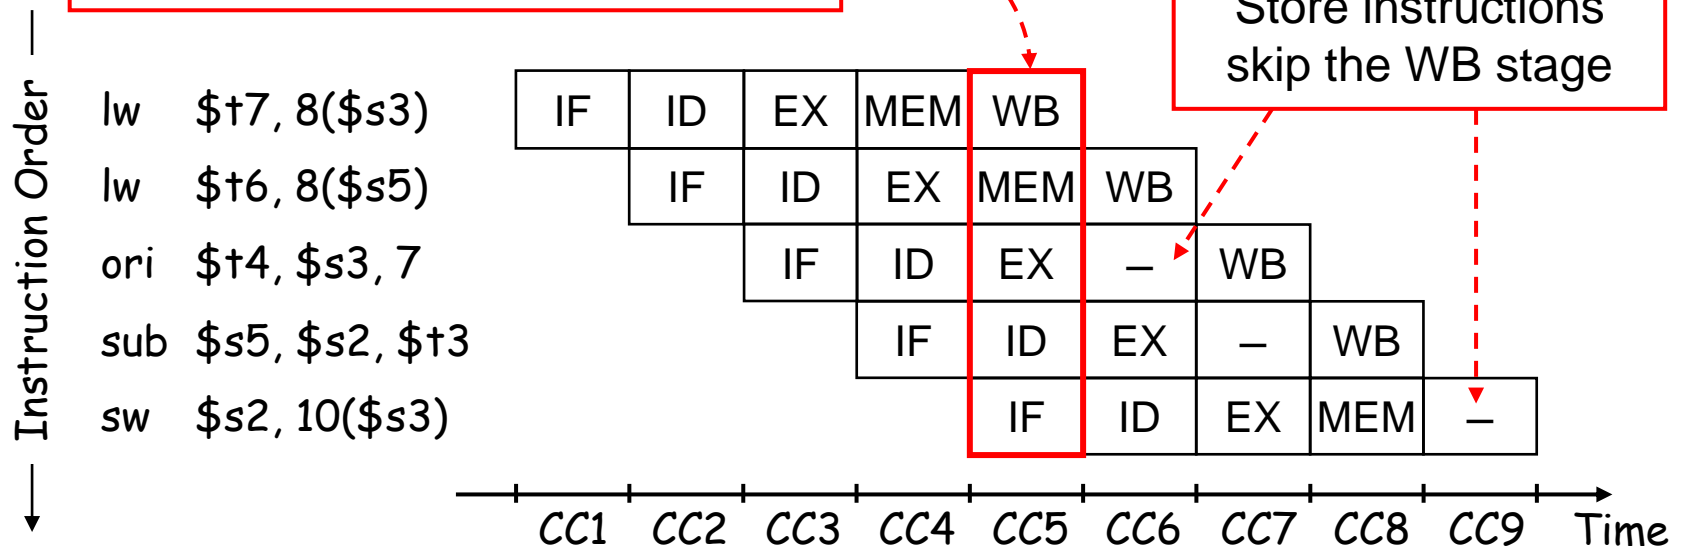 Store instructions
skip the WB stage
Instruction Order
lw $t7, 8($s3) IF ID EX MEM WB
lw $t6, 8($s5) IF ID EX MEM WB
ori $t4, $s3, 7 IF ID EX – WB
sub $s5, $s2, $t3 IF ID EX – WB
sw $s2, 10($s3) IF ID EX MEM –
CC1 CC2 CC3 CC4 CC5 CC6 CC7 CC8 CC9 Time